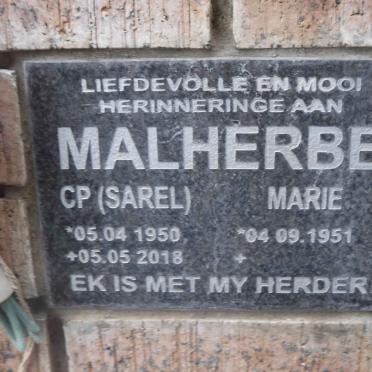 LIEFDEVOLLE EN MOOI
HERINNERINGE AAN
MALHERBE
CP (SAREL) MARIE
*05.04 1950 *04 09.1951
+05.05 2018 +
EK IS MET MY HERDER